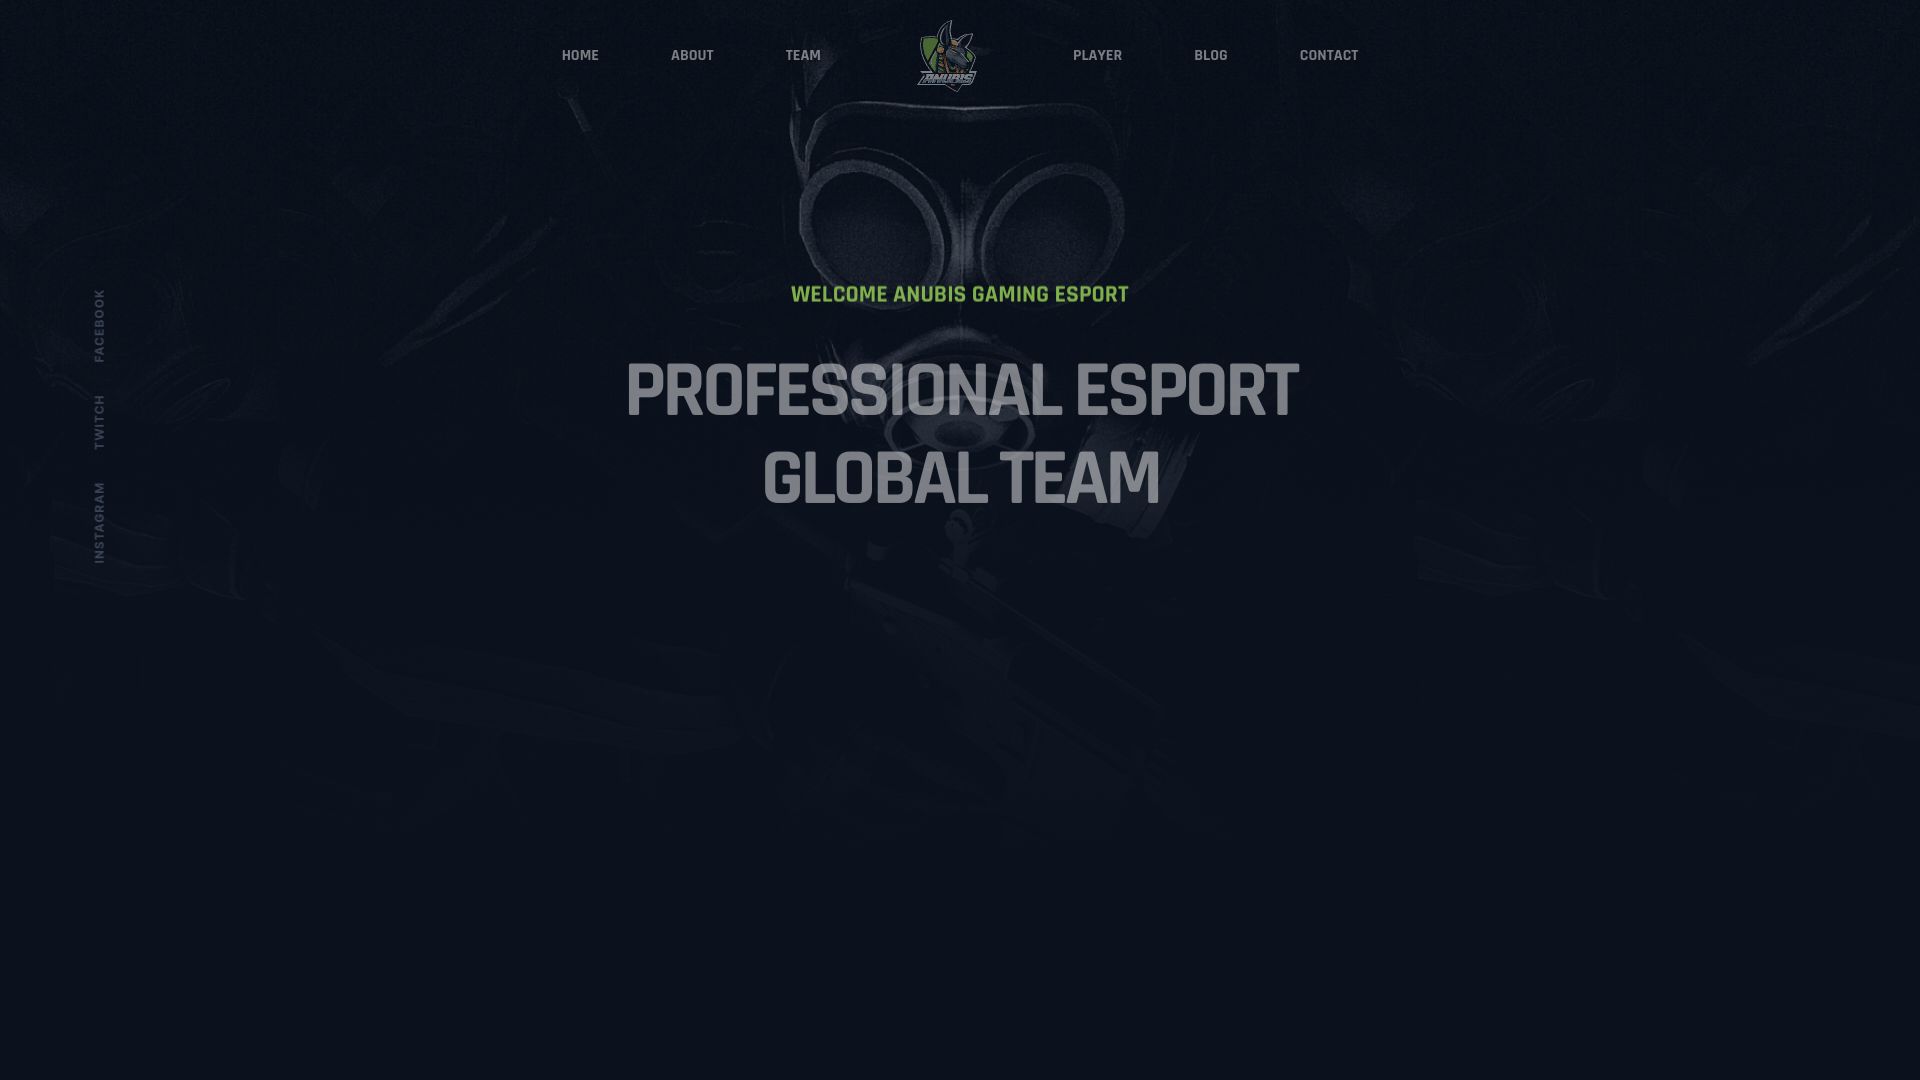 HOME ABOUT TEAM ANUBIS PLAYER BLOG CONTACT
WELCOME ANUBIS GAMING ESPORT
PROFESSIONAL ESPORT
GLOBAL TEAM
FACEBOOK
TWITCH
INSTAGRAM